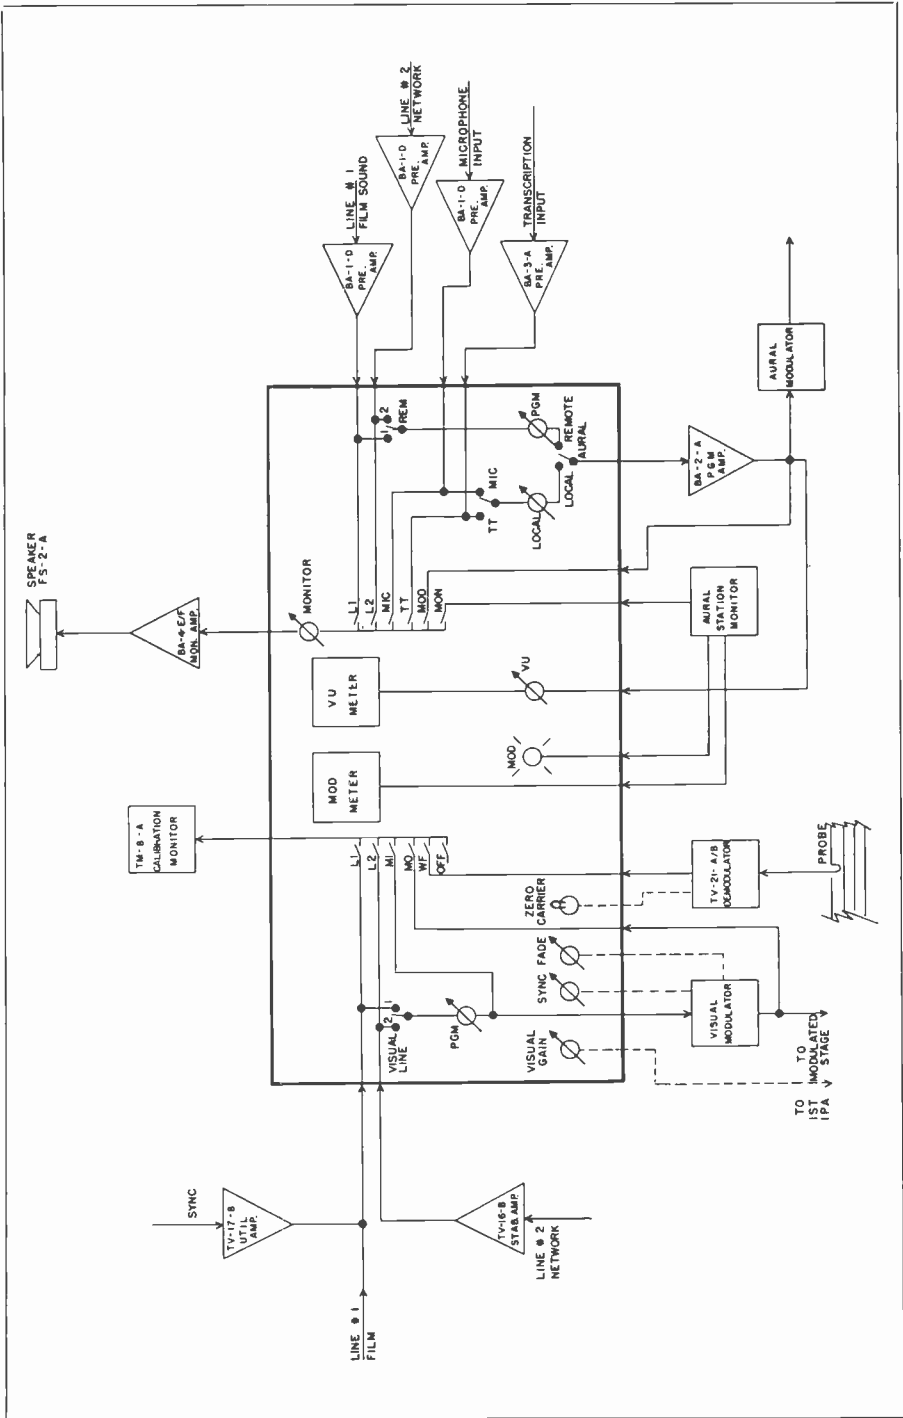 LINE # 2
NETWORK
MICROPHONE
INPUT
LINE # 1
FILM SOUND
TRANSCRIPTION
INPUT
BA-1-D
PRE.
AMP.
BA-1-D
PRE.
AMP.
BA-1-D
PRE.
AMP.
BA-3-A
PRE.
AMP.
AURAL
MODULATOR
1
2
REM
PGM
REMOTE
AURAL
LOCAL
MIC
TT
LOCAL
BA-2-A
PGM
AMP.
SPEAKER
FS-2-A
BA-4-E/F
MON. AMP.
MONITOR
L1
L2
MIC
TT
MOD
MON
AURAL
STATION
MONITOR
VU
METER
VU
MOD
METER
MOD
TM-8-A
CALIBRATION
MONITOR
L1
L2
MI
MO
WF
OFF
ZERO
CARRIER
FADE
SYNC
VISUAL
GAIN
TV-21-A/B
DEMODULATOR
PROBE
1
2
VISUAL
LINE
PGM
VISUAL
MODULATOR
TO
MODULATED
STAGE
TO
1ST
IPA
SYNC
TV-17-B
UTIL
AMP.
TV-16-B
STAB. AMP.
LINE # 2
NETWORK
LINE # 1
FILM